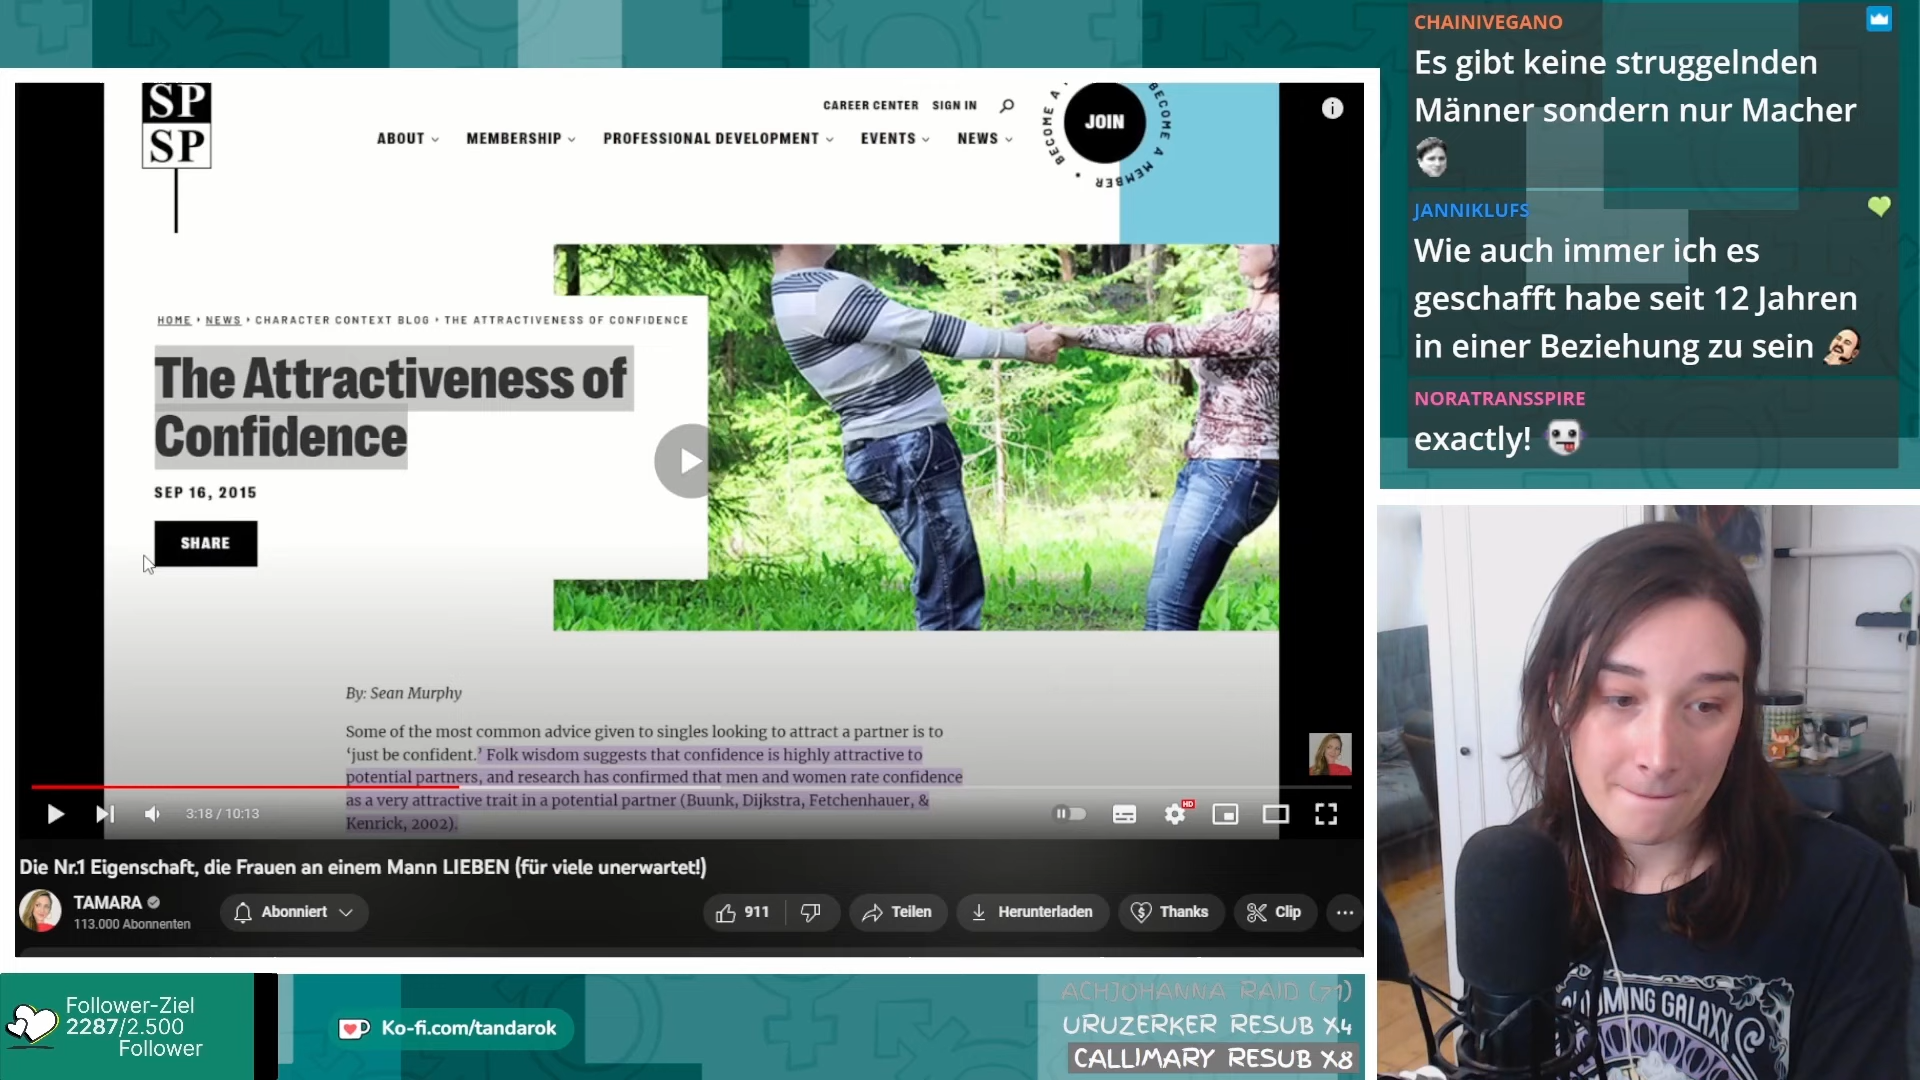 SP
SP
CAREER CENTER SIGN IN
ABOUT MEMBERSHIP PROFESSIONAL DEVELOPMENT EVENTS NEWS
JOIN
BECOME A MEMBER • BECOME A
HOME › NEWS › CHARACTER CONTEXT BLOG › THE ATTRACTIVENESS OF CONFIDENCE
The Attractiveness of
Confidence
SEP 16, 2015
SHARE
By: Sean Murphy
Some of the most common advice given to singles looking to attract a partner is to
‘just be confident.’ Folk wisdom suggests that confidence is highly attractive to
potential partners, and research has confirmed that men and women rate confidence
as a very attractive trait in a potential partner (Buunk, Dijkstra, Fetchenhauer, &
Kenrick, 2002).
3:18 / 10:13
HD
Die Nr.1 Eigenschaft, die Frauen an einem Mann LIEBEN (für viele unerwartet!)
TAMARA
113.000 Abonnenten
Abonniert
911
Teilen
Herunterladen
Thanks
Clip
CHAINIVEGANO
Es gibt keine struggelnden
Männer sondern nur Macher
JANNIKLUFS
Wie auch immer ich es
geschafft habe seit 12 Jahren
in einer Beziehung zu sein
NORATRANSSPIRE
exactly!
GALAXY
Follower-Ziel
2287/2.500
Follower
Ko-fi.com/tandarok
ACHJOHANNA RAID (71)
URUZERKER RESUB X4
CALLIMARY RESUB X8